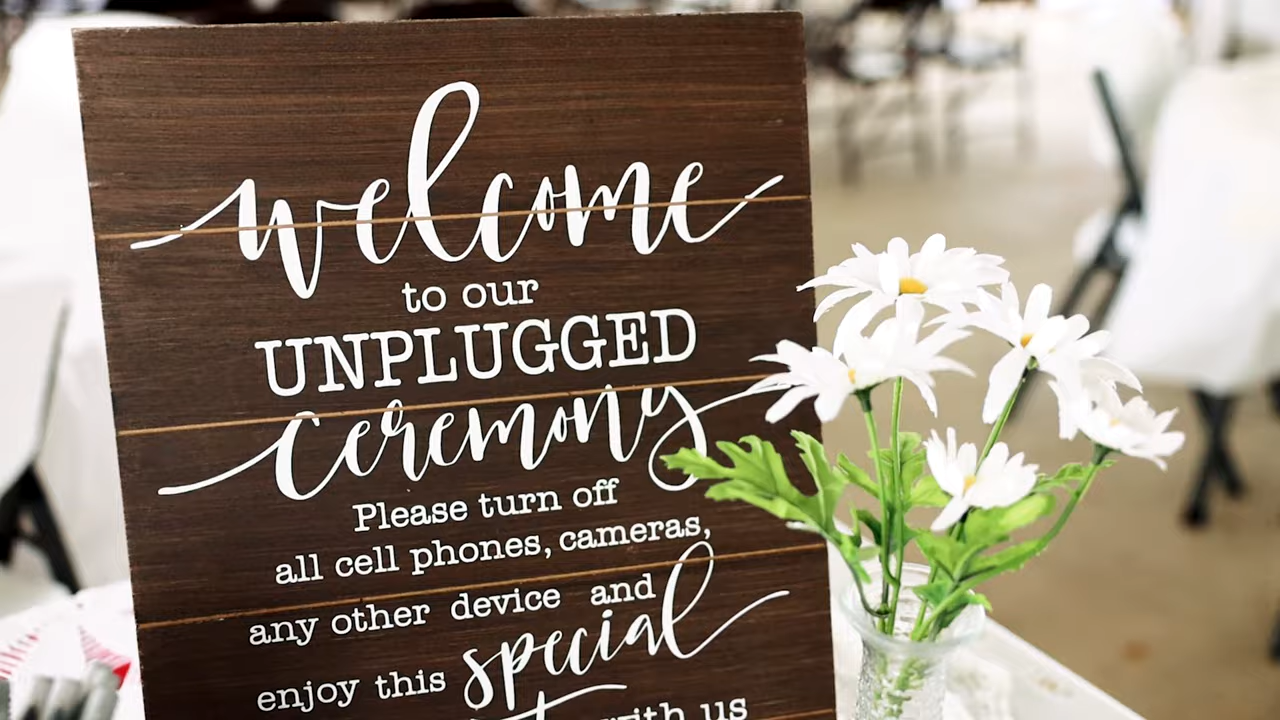 welcome
to our
UNPLUGGED
ceremony
Please turn off
all cell phones, cameras,
any other device and
enjoy this special
with us